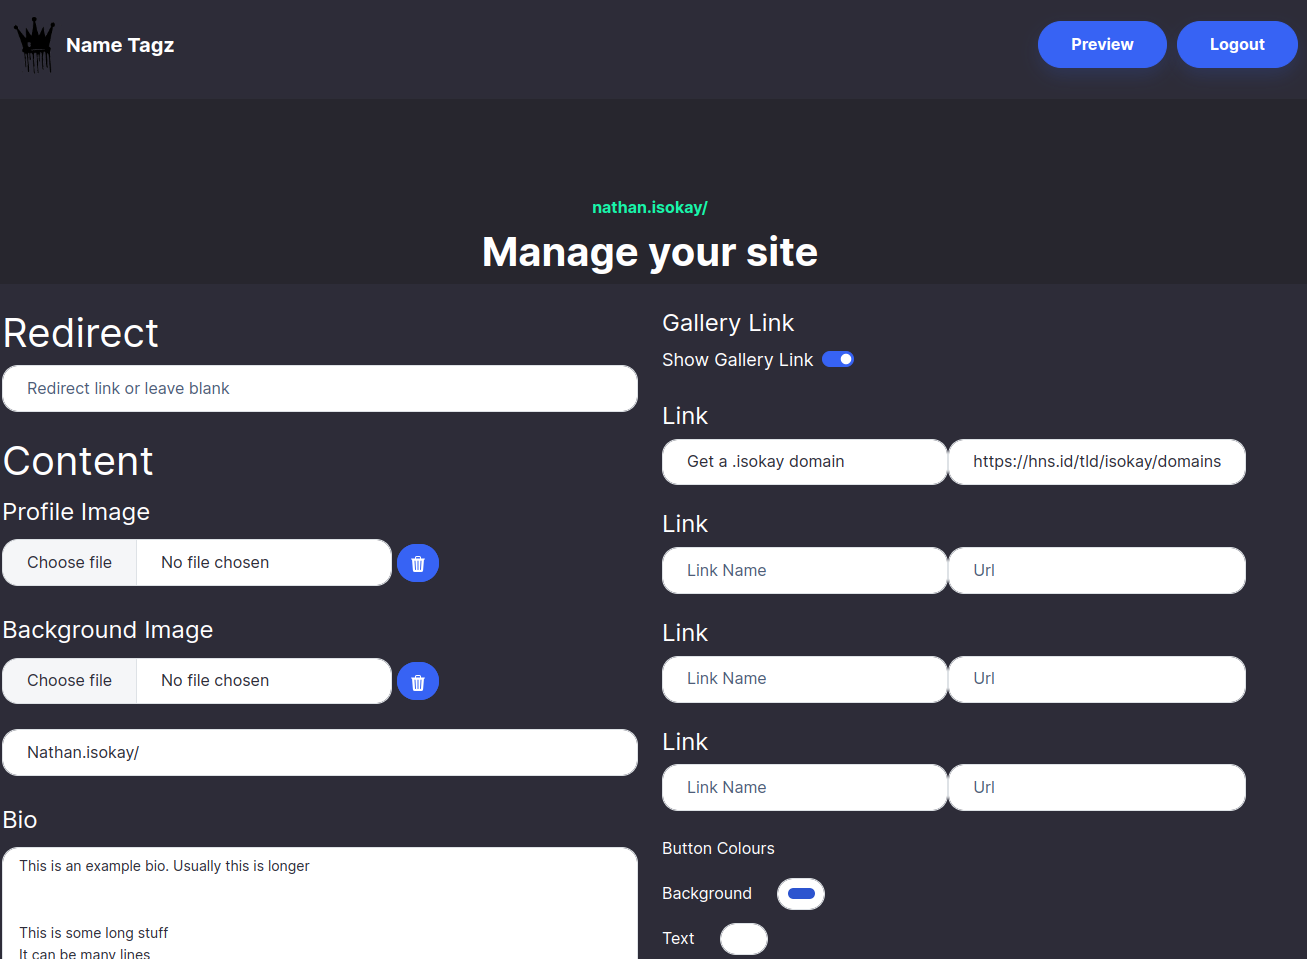 Name Tagz
Preview
Logout
nathan.isokay/
Manage your site
Redirect
Redirect link or leave blank
Content
Profile Image
Choose file No file chosen
Background Image
Choose file No file chosen
Nathan.isokay/
Bio
This is an example bio. Usually this is longer
This is some long stuff
It can be many lines
Gallery Link
Show Gallery Link
Link
Get a .isokay domain https://hns.id/tld/isokay/domains
Link
Link Name Url
Link
Link Name Url
Link
Link Name Url
Button Colours
Background
Text